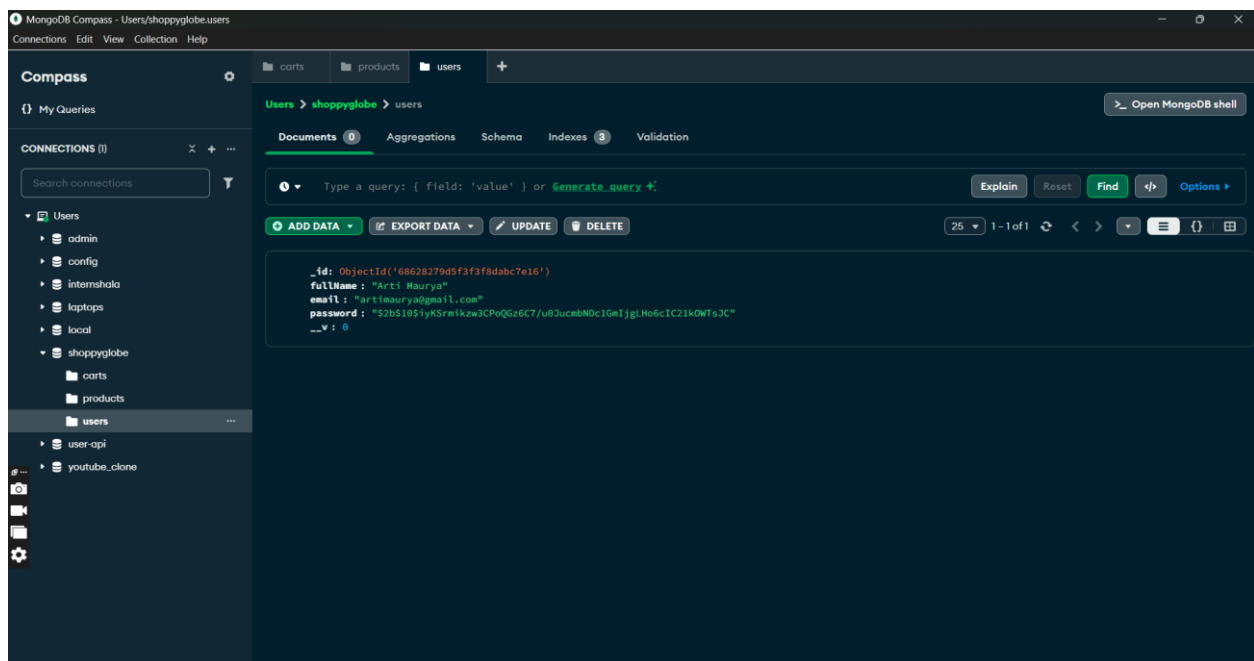 MongoDB Compass - Users/shoppyglobe.users
Connections Edit View Collection Help
Compass
{} My Queries
CONNECTIONS (1)
Search connections
Users
admin
config
internshala
laptops
local
shoppyglobe
carts
products
users
user-api
youtube_clone
carts products users
Users > shoppyglobe > users
>_ Open MongoDB shell
Documents 0 Aggregations Schema Indexes 3 Validation
Type a query: { field: 'value' } or Generate query
Explain Reset Find </> Options
ADD DATA EXPORT DATA UPDATE DELETE
25 1-1 of 1 {}
_id: ObjectId('68628279d5f3f3f8dabc7e16')
fullName : "Arti Maurya"
email : "artimaurya@gmail.com"
password : "$2b$10$iyKSrmikzw3CPoQGz6C7/u0JucmbNDc1GmIjgLHo6cIC21kOWTsJC"
__v : 0